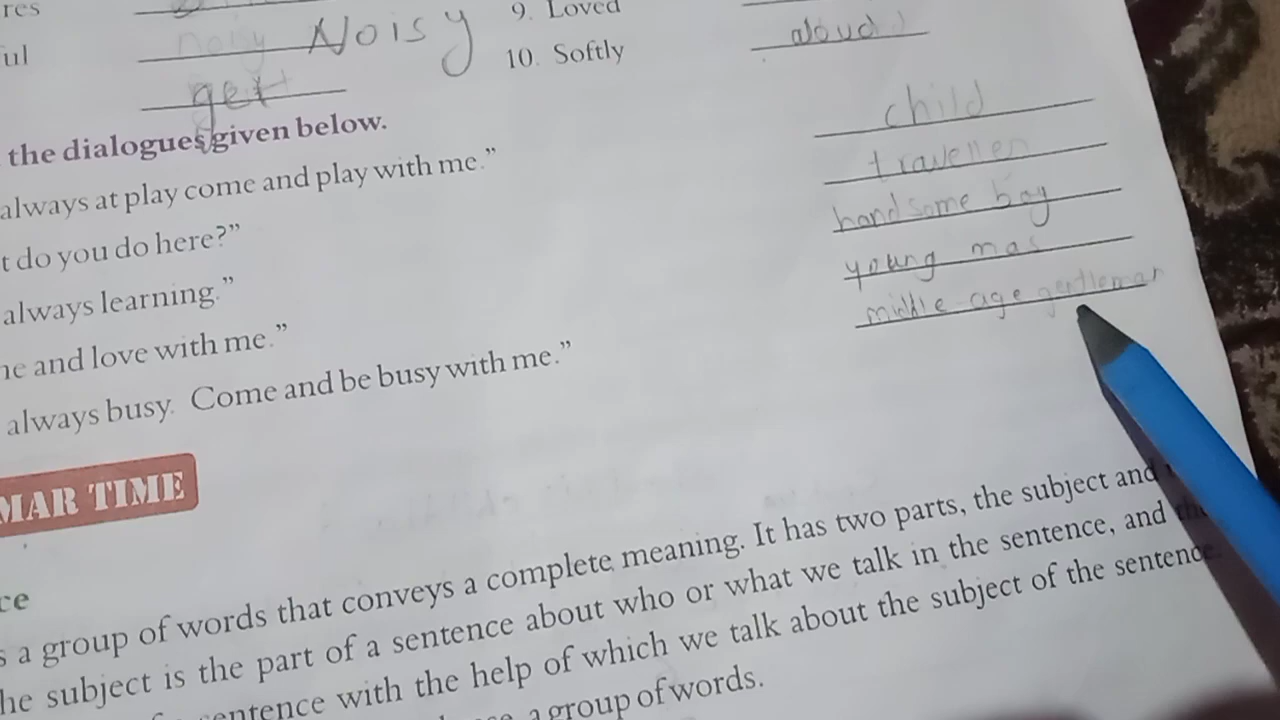 res
9. Loved
ul
noisy Noisy
10. Softly
aloud
get
the dialogues given below.
always at play come and play with me."
child
t do you do here?"
traveller
always learning."
handsome boy
ne and love with me."
young
always busy. Come and be busy with me."
middle age gentleman
MAR TIME
ce
s a group of words that conveys a complete meaning. It has two parts, the subject and
he subject is the part of a sentence about who or what we talk in the sentence, and the
sentence with the help of which we talk about the subject of the sentence.
a group of words.